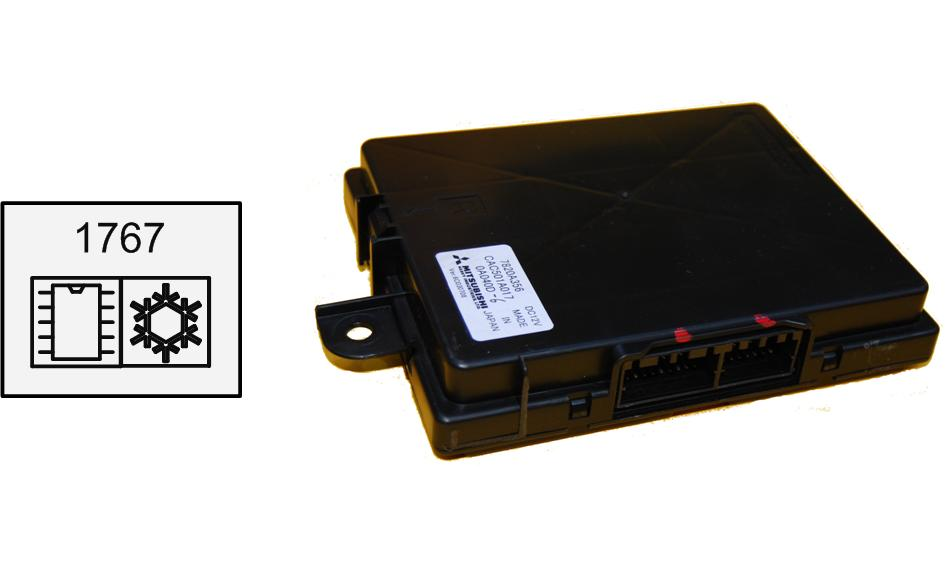 1767
7820A356
CAC501A017
0A040D-6
MITSUBISHI
DC12V
MADE
IN
JAPAN